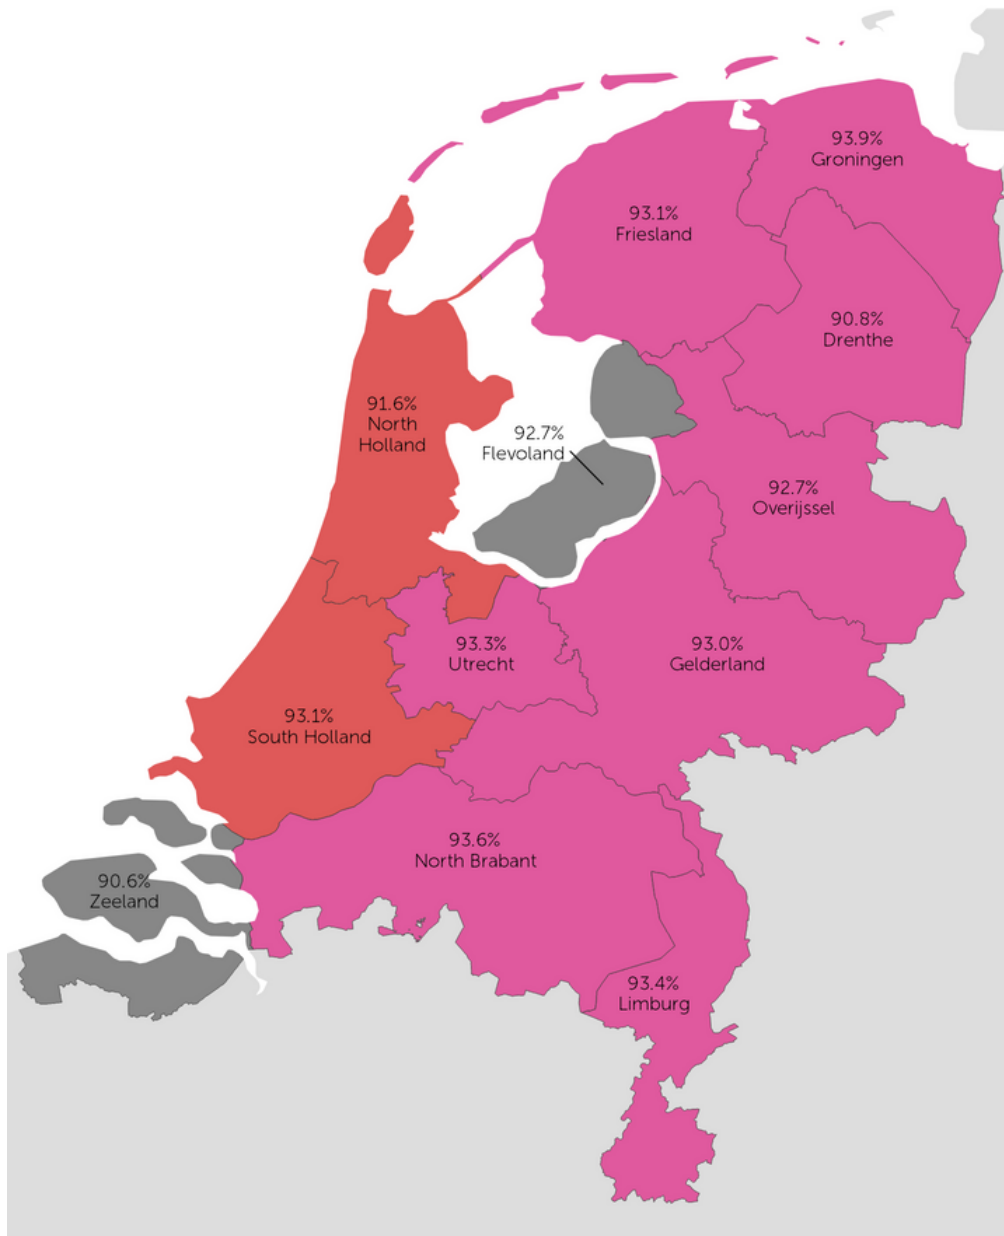 93.9%
Groningen
93.1%
Friesland
90.8%
Drenthe
91.6%
North
Holland
92.7%
Flevoland
92.7%
Overijssel
93.3%
Utrecht
93.0%
Gelderland
93.1%
South Holland
93.6%
North Brabant
90.6%
Zeeland
93.4%
Limburg